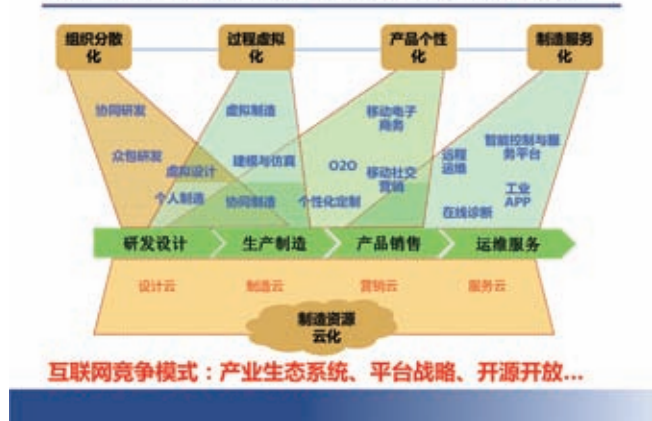 组织分散
化
过程虚拟
化
产品个性
化
制造服务
化
协同研发
众包研发
虚拟设计
个人制造
虚拟制造
建模与仿真
协同制造
O2O
个性化定制
移动电子
商务
移动社交
营销
远程
运维
在线诊断
智能控制与服
务平台
工业
APP
研发设计
生产制造
产品销售
运维服务
设计云
制造云
营销云
服务云
制造资源
云化
互联网竞争模式：产业生态系统、平台战略、开源开放...